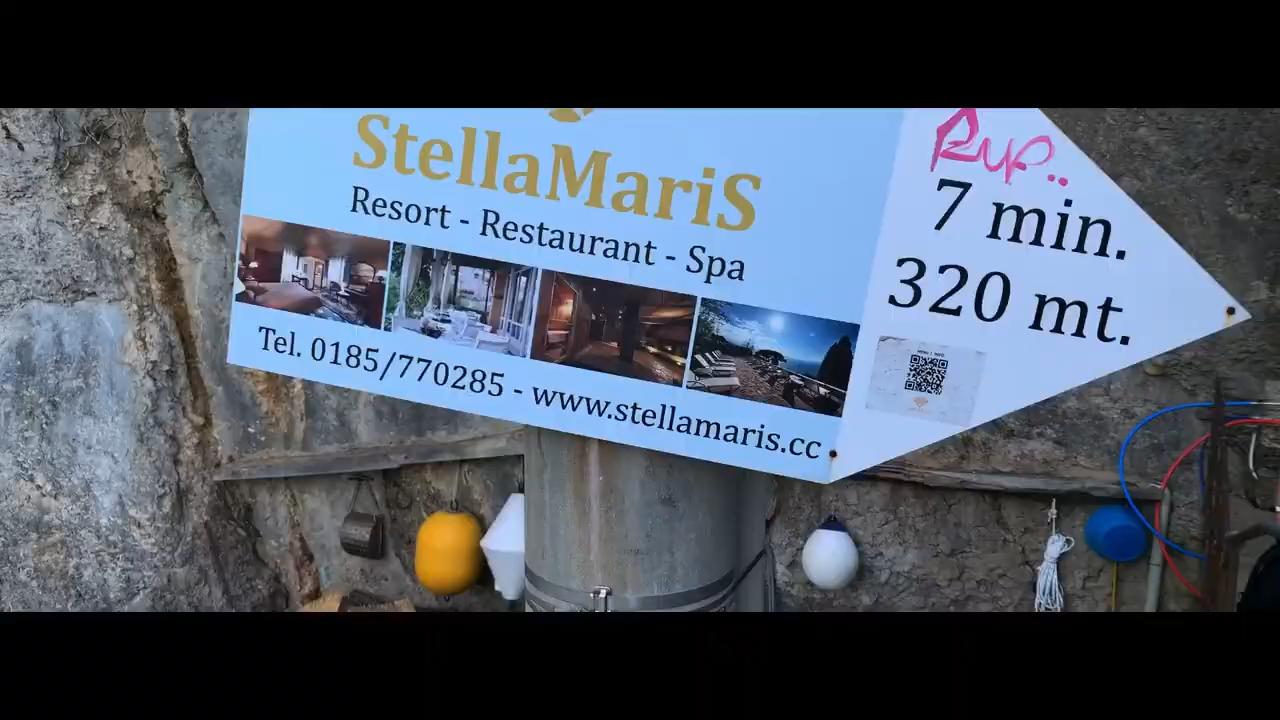 StellaMariS
Resort - Restaurant - Spa
Tel. 0185/770285 - www.stellamaris.cc
7 min.
320 mt.